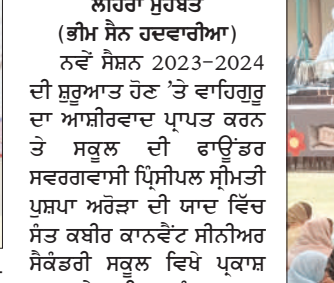 ਲਹਿਰਾ ਮੁਹੱਬਤ
(ਭੀਮ ਸੈਨ ਹਦਵਾਰੀਆ)
ਨਵੇਂ ਸੈਸ਼ਨ 2023-2024
ਦੀ ਸ਼ੁਰੂਆਤ ਹੋਣ ’ਤੇ ਵਾਹਿਗੁਰੂ
ਦਾ ਆਸ਼ੀਰਵਾਦ ਪ੍ਰਾਪਤ ਕਰਨ
ਤੇ ਸਕੂਲ ਦੀ ਫਾਊਂਡਰ
ਸਵਰਗਵਾਸੀ ਪ੍ਰਿੰਸੀਪਲ ਸ੍ਰੀਮਤੀ
ਪੁਸ਼ਪਾ ਅਰੋੜਾ ਦੀ ਯਾਦ ਵਿੱਚ
ਸੰਤ ਕਬੀਰ ਕਾਨਵੈਂਟ ਸੀਨੀਅਰ
ਸੈਕੰਡਰੀ ਸਕੂਲ ਵਿਖੇ ਪ੍ਰਕਾਸ਼